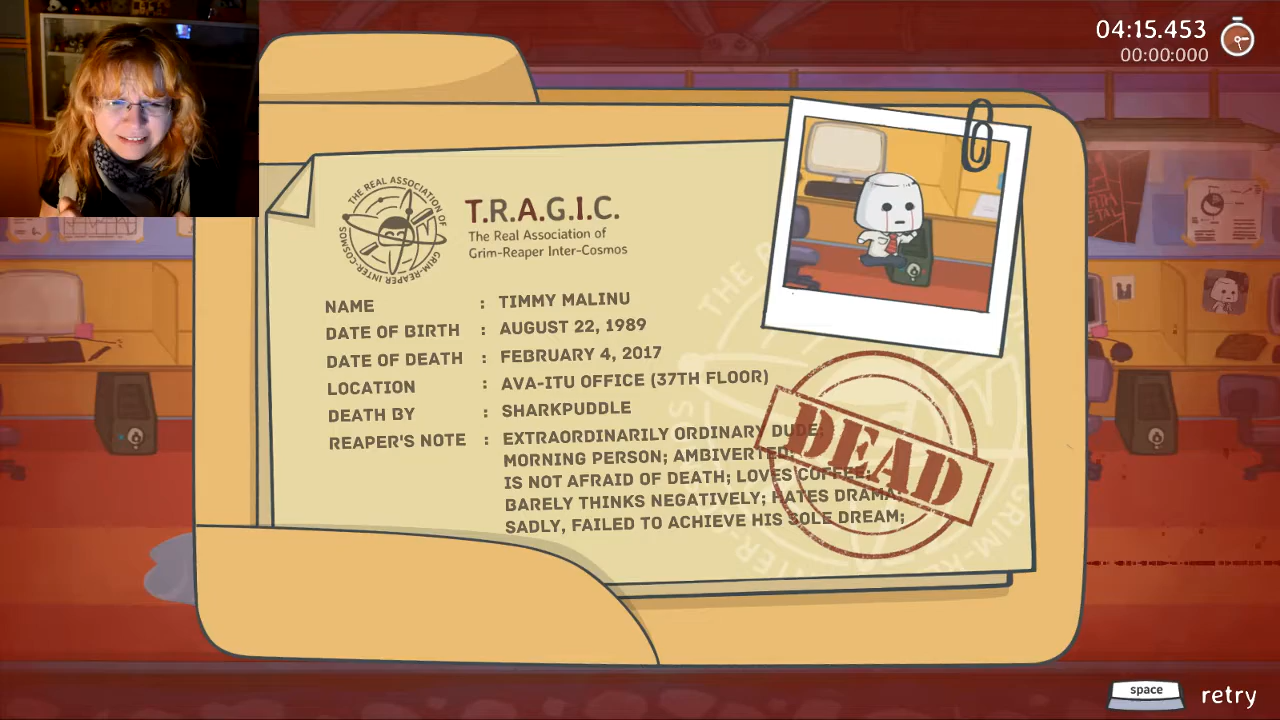 04:15.453
00:00:000
THE REAL ASSOCIATION OF
GRIM-REAPER INTER-COSMOS
T.R.A.G.I.C.
The Real Association of
Grim-Reaper Inter-Cosmos
NAME : TIMMY MALINU
DATE OF BIRTH : AUGUST 22, 1989
DATE OF DEATH : FEBRUARY 4, 2017
LOCATION : AVA-ITU OFFICE (37TH FLOOR)
DEATH BY : SHARKPUDDLE
REAPER'S NOTE : EXTRAORDINARILY ORDINARY DUDE;
MORNING PERSON; AMBIVERTED;
IS NOT AFRAID OF DEATH; LOVES COFFEE;
BARELY THINKS NEGATIVELY; HATES DRAMA;
SADLY, FAILED TO ACHIEVE HIS SOLE DREAM;
DEAD
space retry